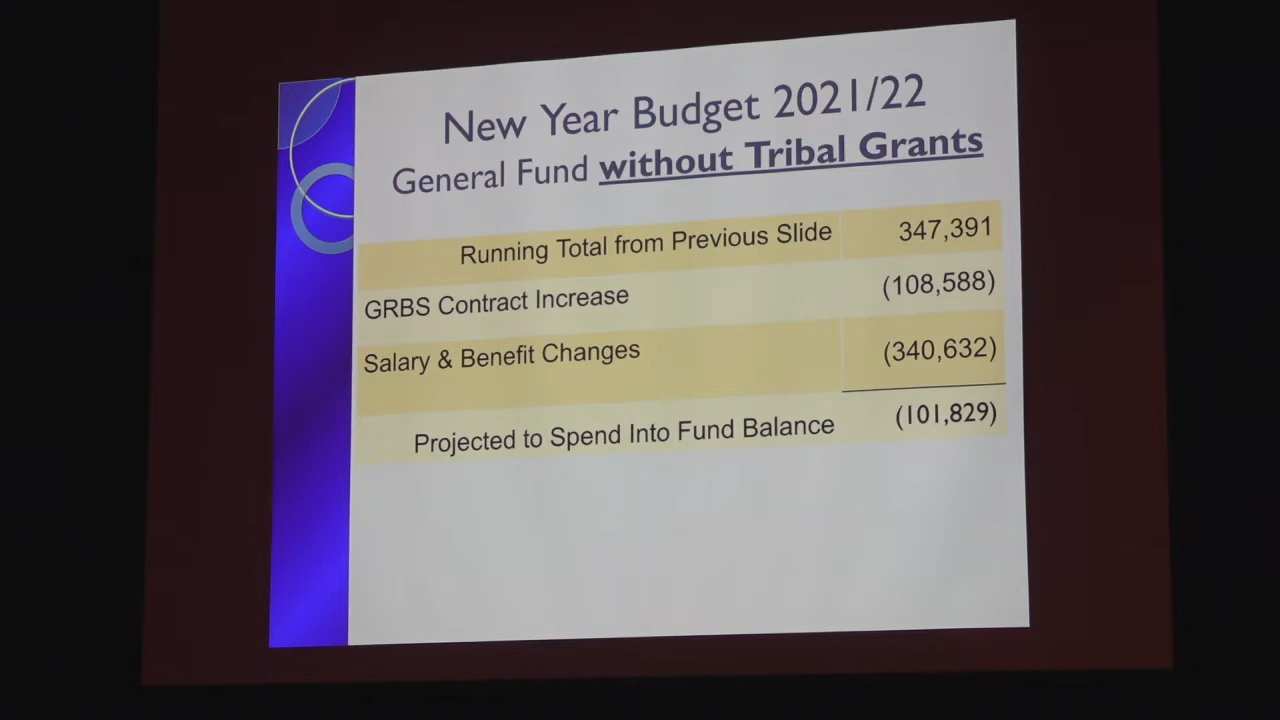 New Year Budget 2021/22
General Fund without Tribal Grants
Running Total from Previous Slide 347,391
GRBS Contract Increase (108,588)
Salary & Benefit Changes (340,632)
Projected to Spend Into Fund Balance (101,829)